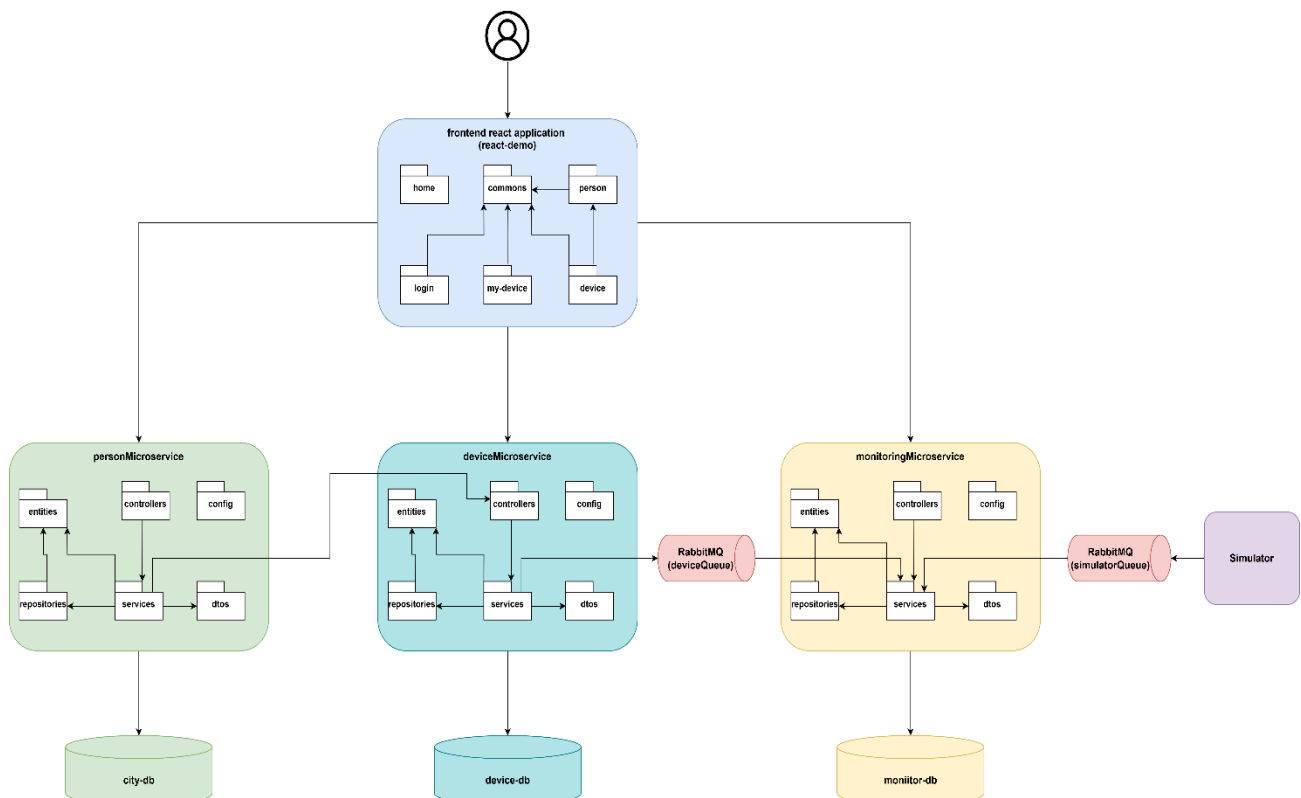 frontend react application
(react-demo)
home
commons
person
login
my-device
device
personMicroservice
entities
controllers
config
repositories
services
dtos
deviceMicroservice
entities
controllers
config
repositories
services
dtos
RabbitMQ
(deviceQueue)
monitoringMicroservice
entities
controllers
config
repositories
services
dtos
RabbitMQ
(simulatorQueue)
Simulator
city-db
device-db
moniitor-db